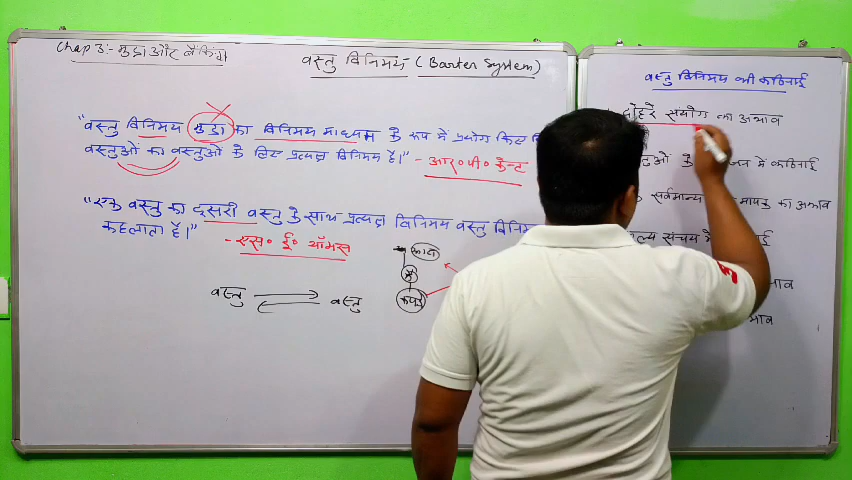 Chap 3:- मुद्रा और बैंकिंग
वस्तु विनिमय (Barter System)
"वस्तु विनिमय मुद्रा का विनिमय माध्यम के रूप में प्रयोग किए बि
वस्तुओं का वस्तुओं के लिए प्रत्यक्ष विनिमय है।" - आर० पी० केन्ट
"एक वस्तु का दूसरी वस्तु के साथ प्रत्यक्ष विनिमय वस्तु विनिम
कहलाता है।"
- एस० ई० थॉमस
वस्तु वस्तु
कपड़े
वस्तु विनिमय की कठिनाई
दोहरे संयोग का अभाव
में कठिनाई
सर्वमान्य का अभाव
संचय में